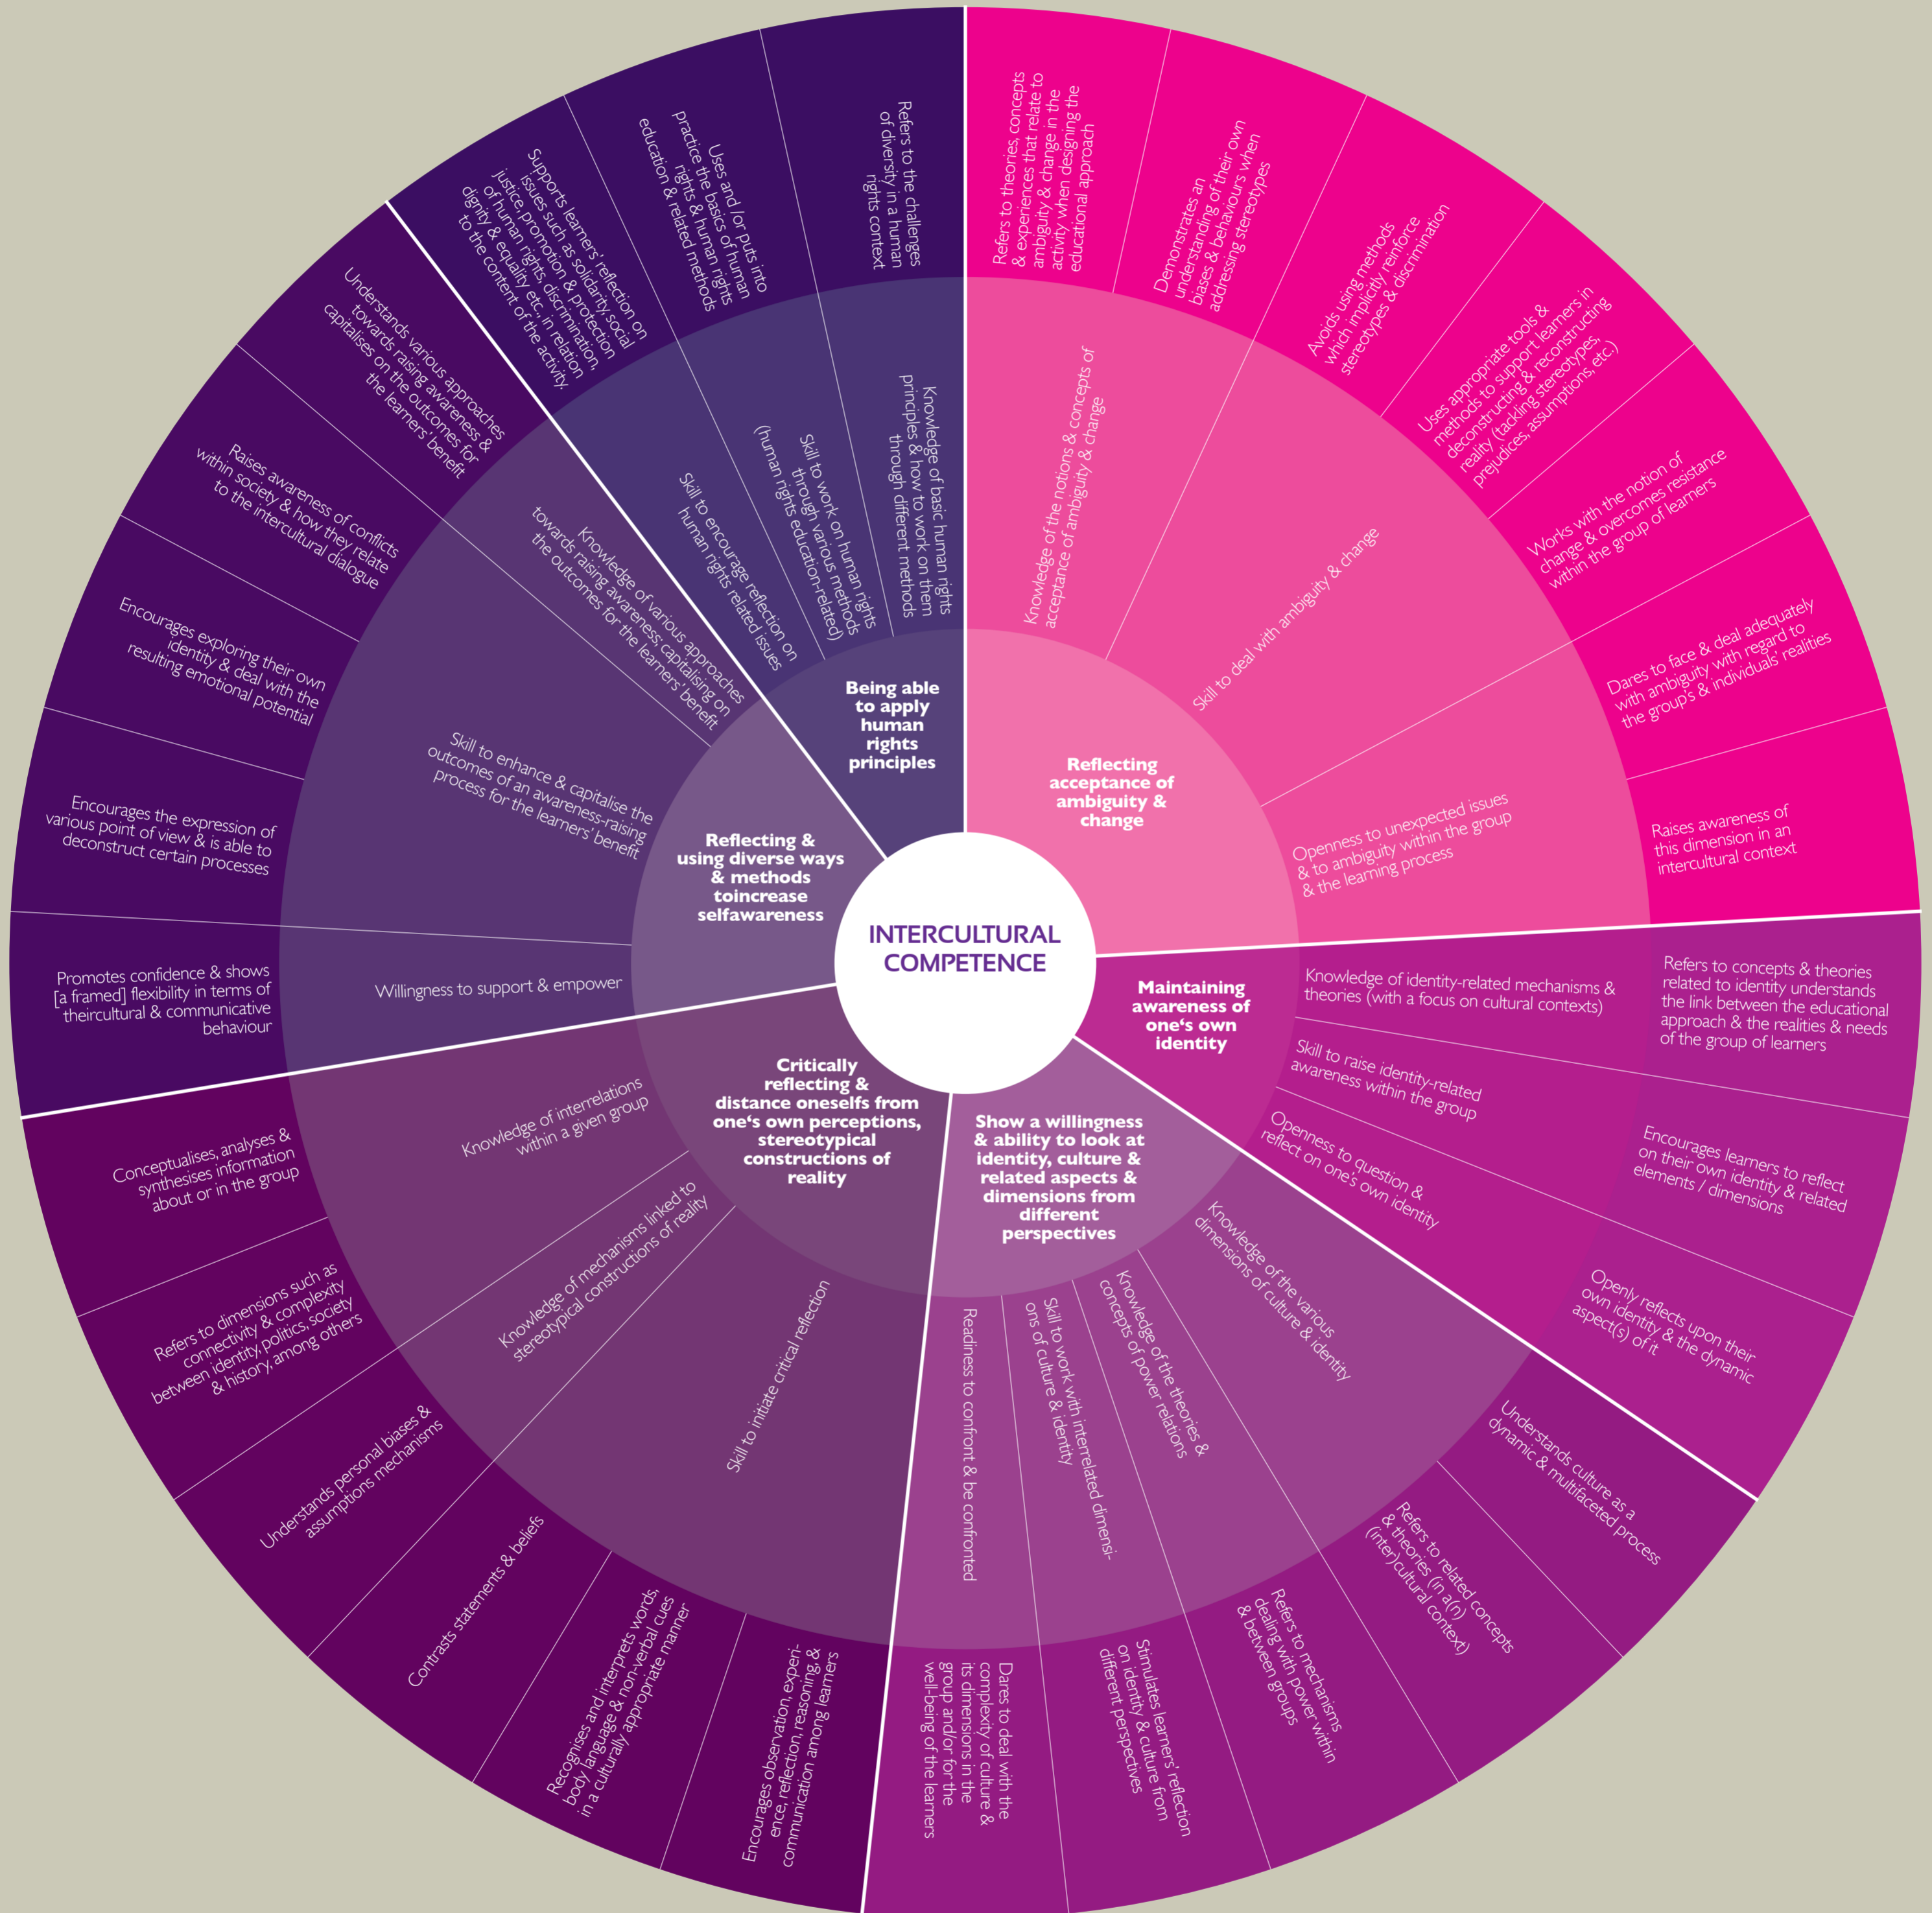 INTERCULTURAL
COMPETENCE
Reflecting
acceptance of
ambiguity &
change
Knowledge of the notions & concepts of
acceptance of ambiguity & change
Refers to theories, concepts
& experiences that relate to
ambiguity & change in the
activity when designing the
educational approach
Demonstrates an
understanding of their own
biases & behaviours when
addressing stereotypes
Skill to deal with ambiguity & change
Avoids using methods
which implicitly reinforce
stereotypes & discrimination
Uses appropriate tools &
methods to support learners in
deconstructing & reconstructing
reality (tackling stereotypes,
prejudices, assumptions, etc.)
Works with the notion of
change & overcomes resistance
within the group of learners
Openness to unexpected issues
& to ambiguity within the group
& the learning process
Dares to face & deal adequately
with ambiguity with regard to
the group's & individuals' realities
Raises awareness of
this dimension in an
intercultural context
Maintaining
awareness of
one‘s own
identity
Knowledge of identity-related mechanisms &
theories (with a focus on cultural contexts)
Refers to concepts & theories
related to identity understands
the link between the educational
approach & the realities & needs
of the group of learners
Skill to raise identity-related
awareness within the group
Encourages learners to reflect
on their own identity & related
elements / dimensions
Openness to question &
reflect on one's own identity
Openly reflects upon their
own identity & the dynamic
aspect(s) of it
Show a willingness
& ability to look at
identity, culture &
related aspects &
dimensions from
different
perspectives
Knowledge of the various
dimensions of culture & identity
Understands culture as a
dynamic & multifaceted process
Refers to related concepts
& theories (in a(n)
(inter)cultural context)
Knowledge of the theories &
concepts of power relations
Refers to mechanisms
dealing with power within
& between groups
Skill to work with interrelated dimensi-
ons of culture & identity
Stimulates learners' reflection
on identity & culture from
different perspectives
Readiness to confront & be confronted
Dares to deal with the
complexity of culture &
its dimensions in the
group and/or for the
well-being of the learners
Critically
reflecting &
distance oneselfs from
one‘s own perceptions,
stereotypical
constructions of
reality
Skill to initiate critical reflection
Encourages observation, experi-
ence, reflection, reasoning, &
communication among learners
Recognises and interprets words,
body language & non-verbal cues
in a culturally appropriate manner
Contrasts statements & beliefs
Knowledge of mechanisms linked to
stereotypical constructions of reality
Understands personal biases &
assumptions mechanisms
Knowledge of interrelations
within a given group
Refers to dimensions such as
connectivity & complexity
between identity, politics, society
& history, among others
Conceptualises, analyses &
synthesises information
about or in the group
Reflecting &
using diverse ways
& methods
toincrease
selfawareness
Willingness to support & empower
Promotes confidence & shows
[a framed] flexibility in terms of
theircultural & communicative
behaviour
Skill to enhance & capitalise the
outcomes of an awareness-raising
process for the learners' benefit
Encourages the expression of
various point of view & is able to
deconstruct certain processes
Encourages exploring their own
identity & deal with the
resulting emotional potential
Raises awareness of conflicts
within society & how they relate
to the intercultural dialogue
Knowledge of various approaches
towards raising awareness; capitalising on
the outcomes for the learners' benefit
Understands various approaches
towards raising awareness &
capitalises on the outcomes for
the learners' benefit
Being able
to apply
human
rights
principles
Skill to encourage reflection on
human rights related issues
Supports learners' reflection on
issues such as solidarity, social
justice, promotion & protection
of human rights, discrimination,
dignity & equality etc., in relation
to the content of the activity.
Skill to work on human rights
through various methods
(human rights education-related)
Uses and /or puts into
practice the basics of human
rights & human rights
education & related methods
Knowledge of basic human rights
principles & how to work on them
through different methods
Refers to the challenges
of diversity in a human
rights context